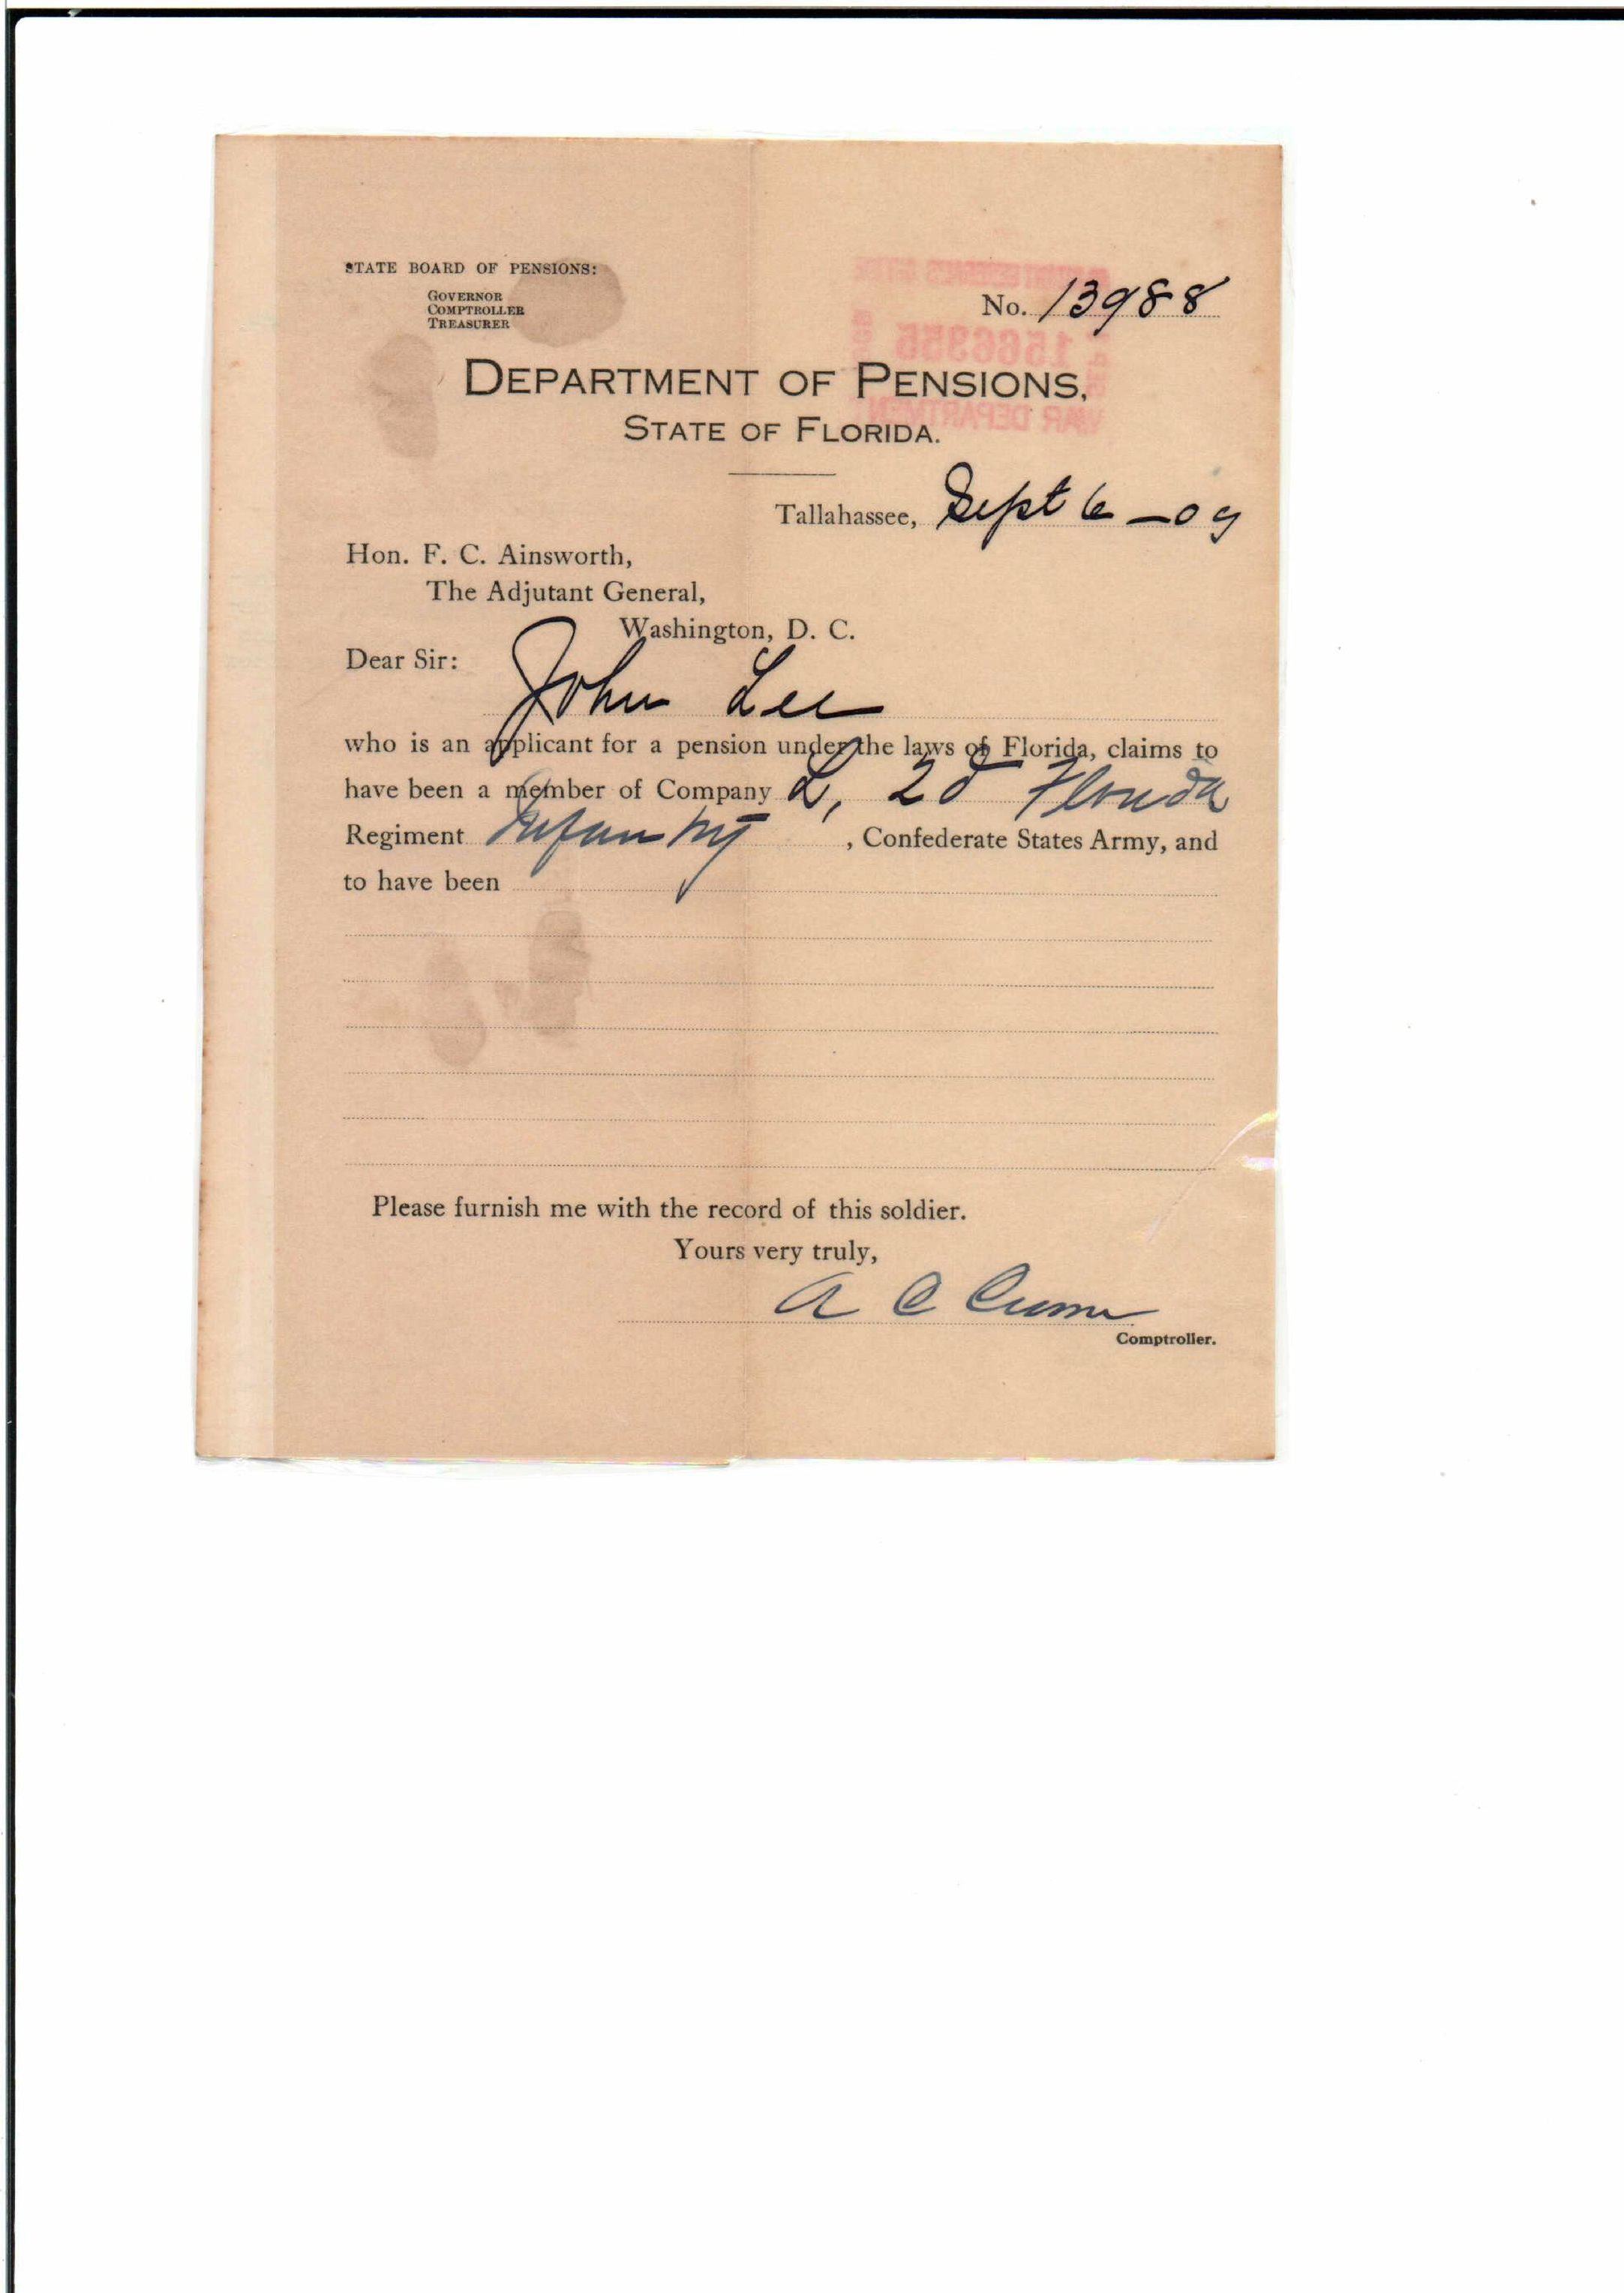 STATE BOARD OF PENSIONS:
GOVERNOR
COMPTROLLER
TREASURER
No. 13988
1566955
WAR DEPARTMENT
DEPARTMENT OF PENSIONS,
STATE OF FLORIDA.
Tallahassee, Sept 6 - 09
Hon. F. C. Ainsworth,
The Adjutant General,
Washington, D. C.
Dear Sir:
John Lee
who is an applicant for a pension under the laws of Florida, claims to
have been a member of Company L, 2d Florida
Regiment Infantry , Confederate States Army, and
to have been
Please furnish me with the record of this soldier.
Yours very truly,
A C Croom
Comptroller.